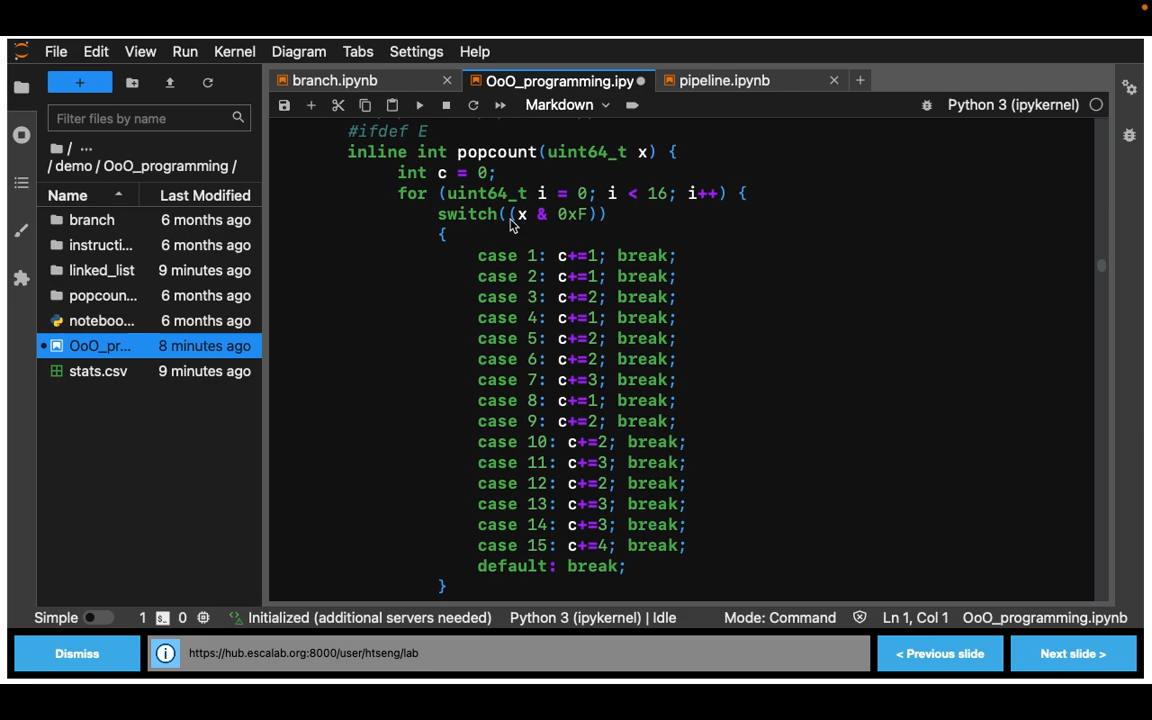 File Edit View Run Kernel Diagram Tabs Settings Help
branch.ipynb OoO_programming.ipy pipeline.ipynb
Markdown Python 3 (ipykernel)
Filter files by name
/ ...
/ demo / OoO_programming /
Name Last Modified
branch 6 months ago
instructi... 6 months ago
linked_list 9 minutes ago
popcoun... 6 months ago
noteboo... 6 months ago
OoO_pr... 8 minutes ago
stats.csv 9 minutes ago
#ifdef E
inline int popcount(uint64_t x) {
int c = 0;
for (uint64_t i = 0; i < 16; i++) {
switch((x & 0xF))
{
case 1: c+=1; break;
case 2: c+=1; break;
case 3: c+=2; break;
case 4: c+=1; break;
case 5: c+=2; break;
case 6: c+=2; break;
case 7: c+=3; break;
case 8: c+=1; break;
case 9: c+=2; break;
case 10: c+=2; break;
case 11: c+=3; break;
case 12: c+=2; break;
case 13: c+=3; break;
case 14: c+=3; break;
case 15: c+=4; break;
default: break;
}
Simple 1 0 Initialized (additional servers needed) Python 3 (ipykernel) | Idle Mode: Command Ln 1, Col 1 OoO_programming.ipynb
Dismiss https://hub.escalab.org:8000/user/htseng/lab < Previous slide Next slide >